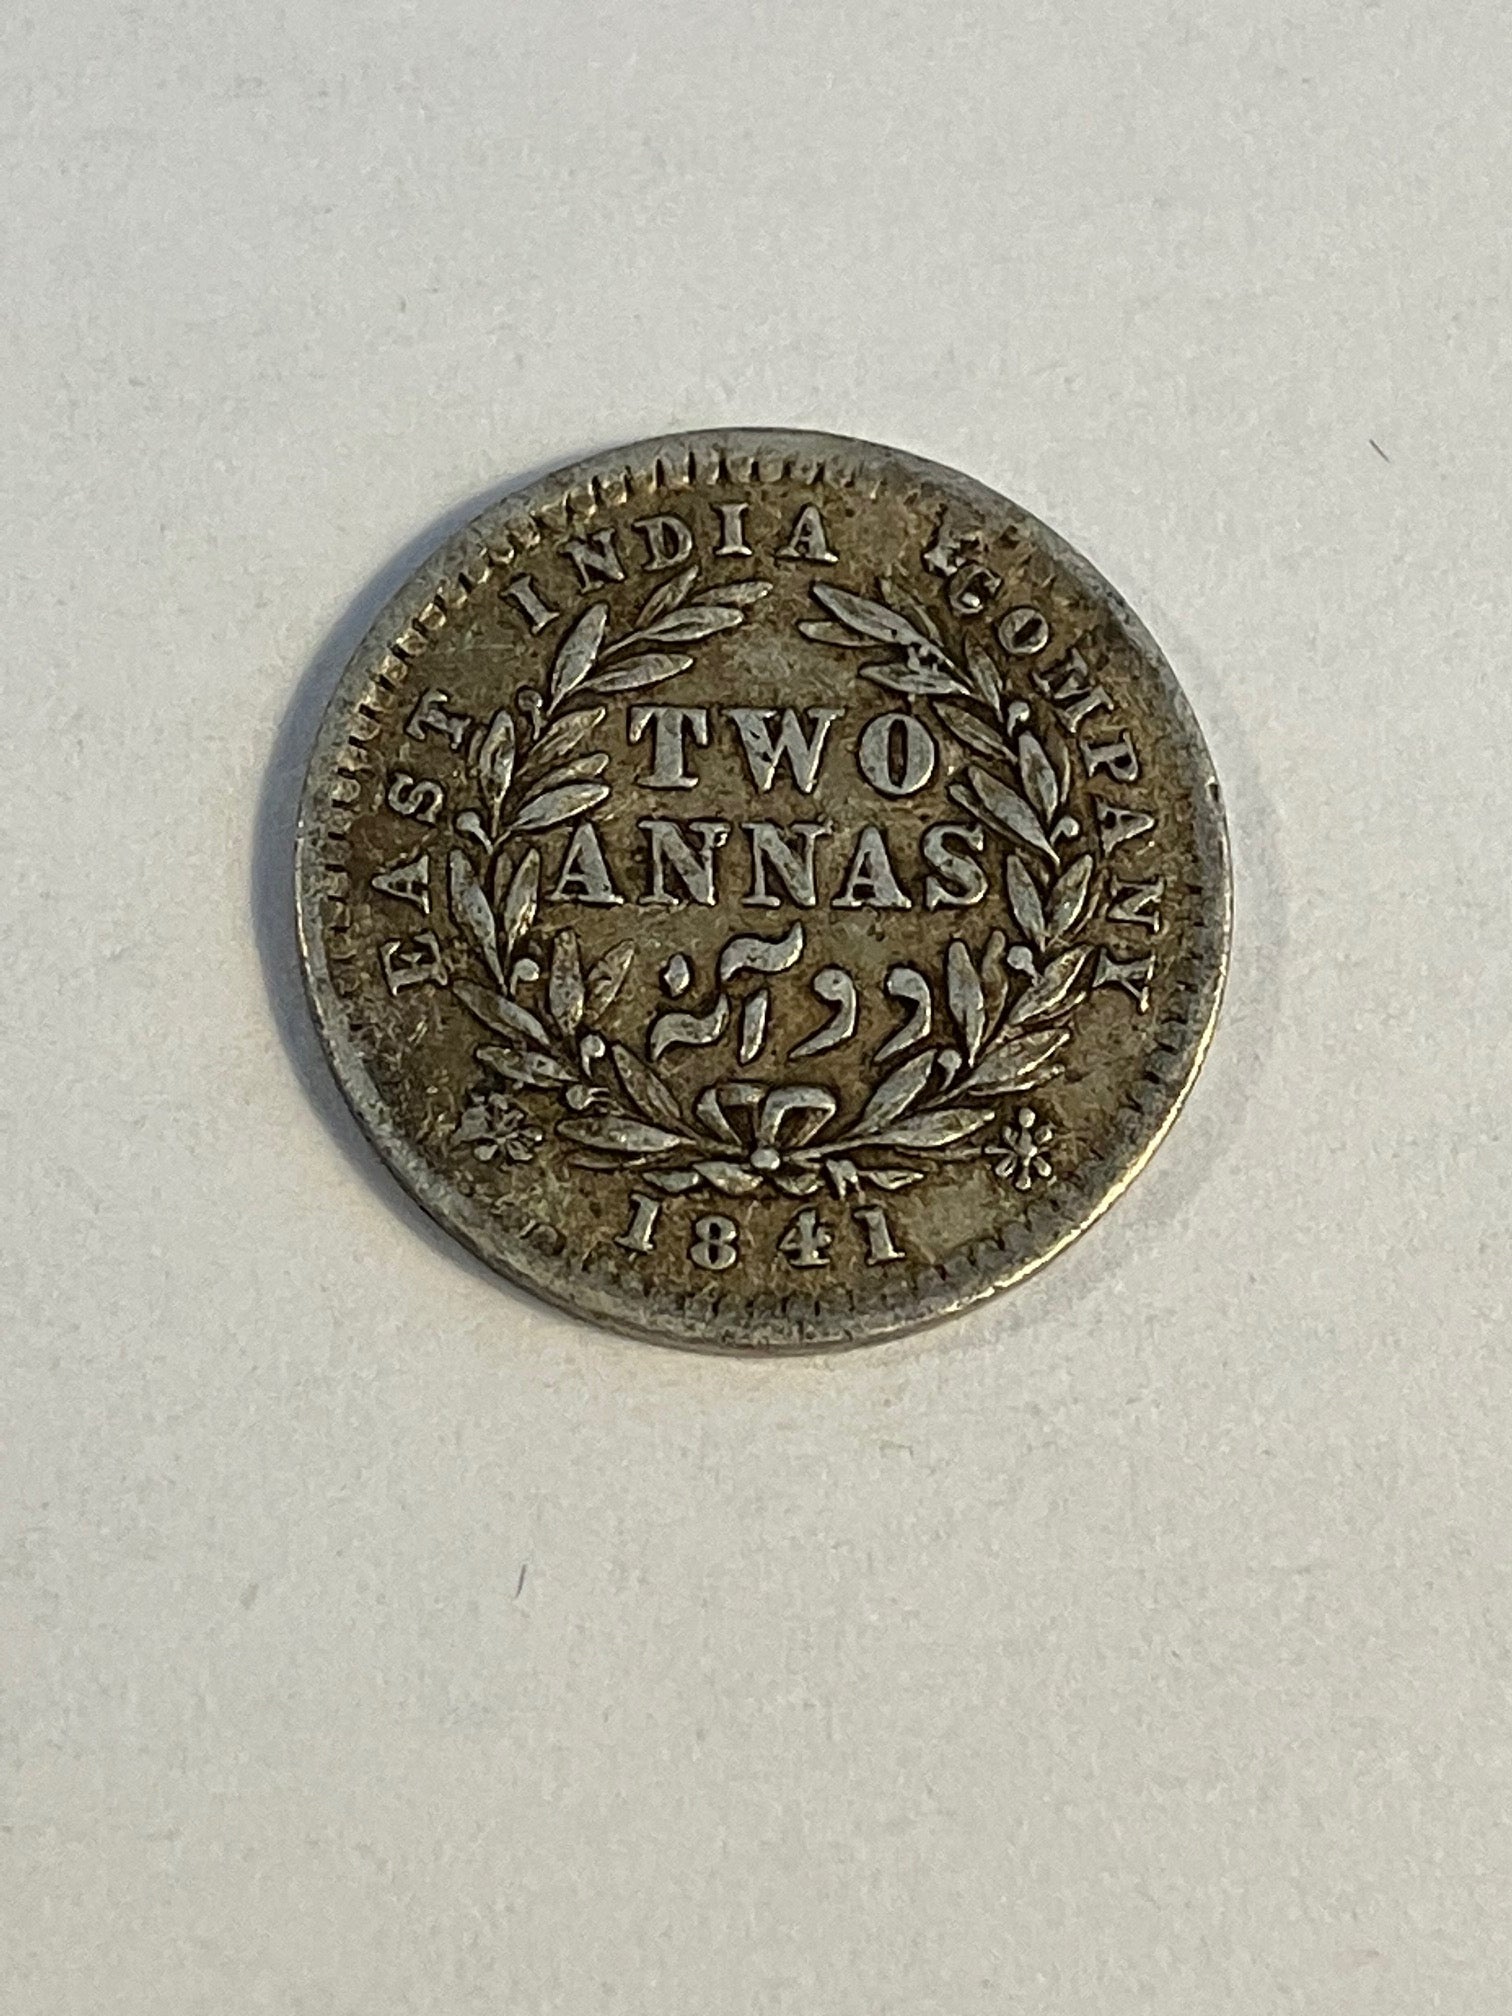 EAST INDIA COMPANY
TWO
ANNAS
دو آنہ
1841